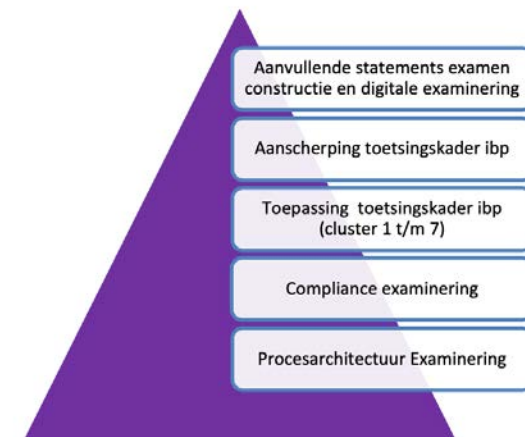 Aanvullende statements examen
constructie en digitale examinering
Aanscherping toetsingskader ibp
Toepassing toetsingskader ibp
(cluster 1 t/m 7)
Compliance examinering
Procesarchitectuur Examinering